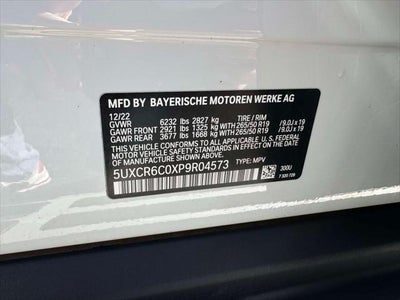 MFD BY BAYERISCHE MOTOREN WERKE AG
12/22
GVWR 6232 lbs 2827 kg TIRE / RIM
GAWR FRONT 2921 lbs 1325 kg WITH 265/50 R19 /9.0J x 19
GAWR REAR 3677 lbs 1668 kg WITH 265/50 R19 /9.0J x 19
THIS VEHICLE CONFORMS TO ALL APPLICABLE U.S. FEDERAL
MOTOR VEHICLE SAFETY STANDARDS IN EFFECT ON THE
DATE OF MANUFACTURE SHOWN ABOVE.
5UXCR6C0XP9R04573 TYPE: MPV
300U